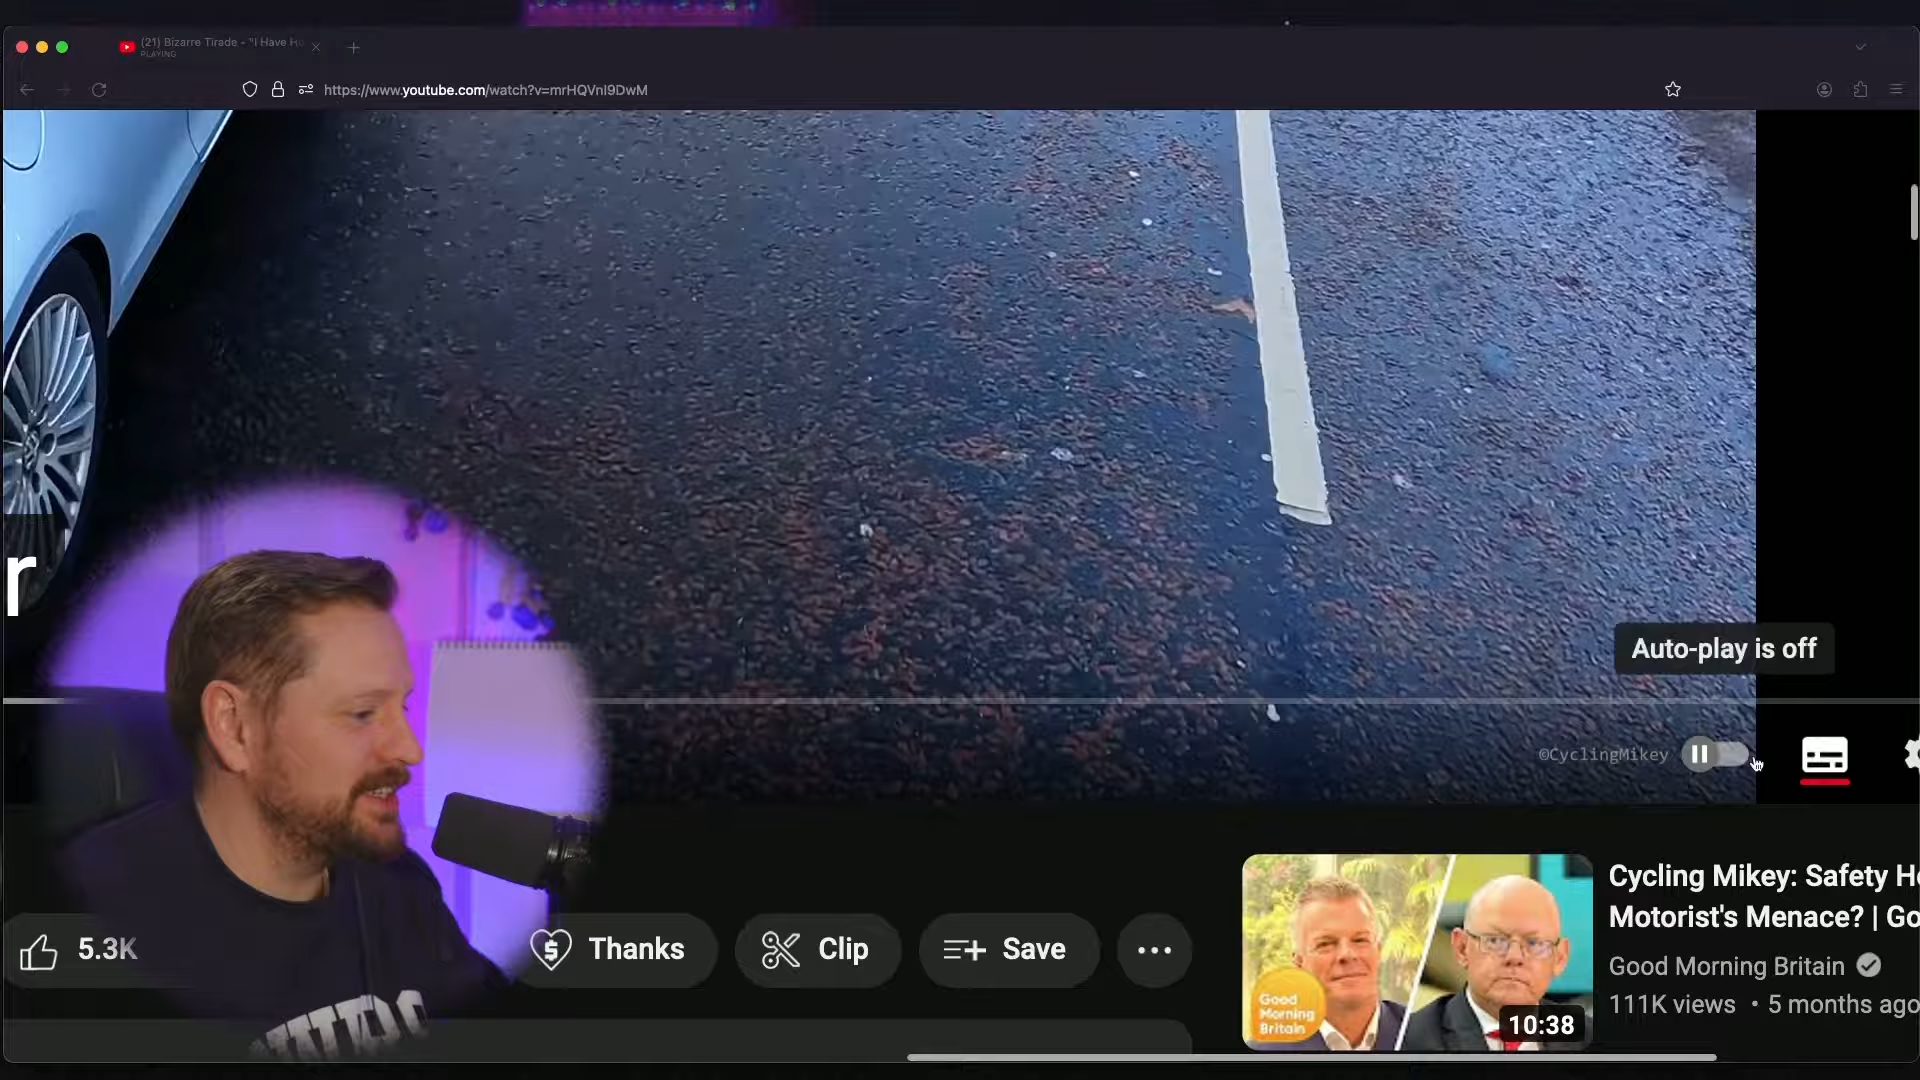 (21) Bizarre Tirade - "I Have Ho
PLAYING
https://www.youtube.com/watch?v=mrHQVnI9DwM
r
Auto-play is off
©CyclingMikey
5.3K
Thanks
Clip
Save
Good
Morning
Britain
10:38
Cycling Mikey: Safety He
Motorist's Menace? | Go
Good Morning Britain
111K views • 5 months ago